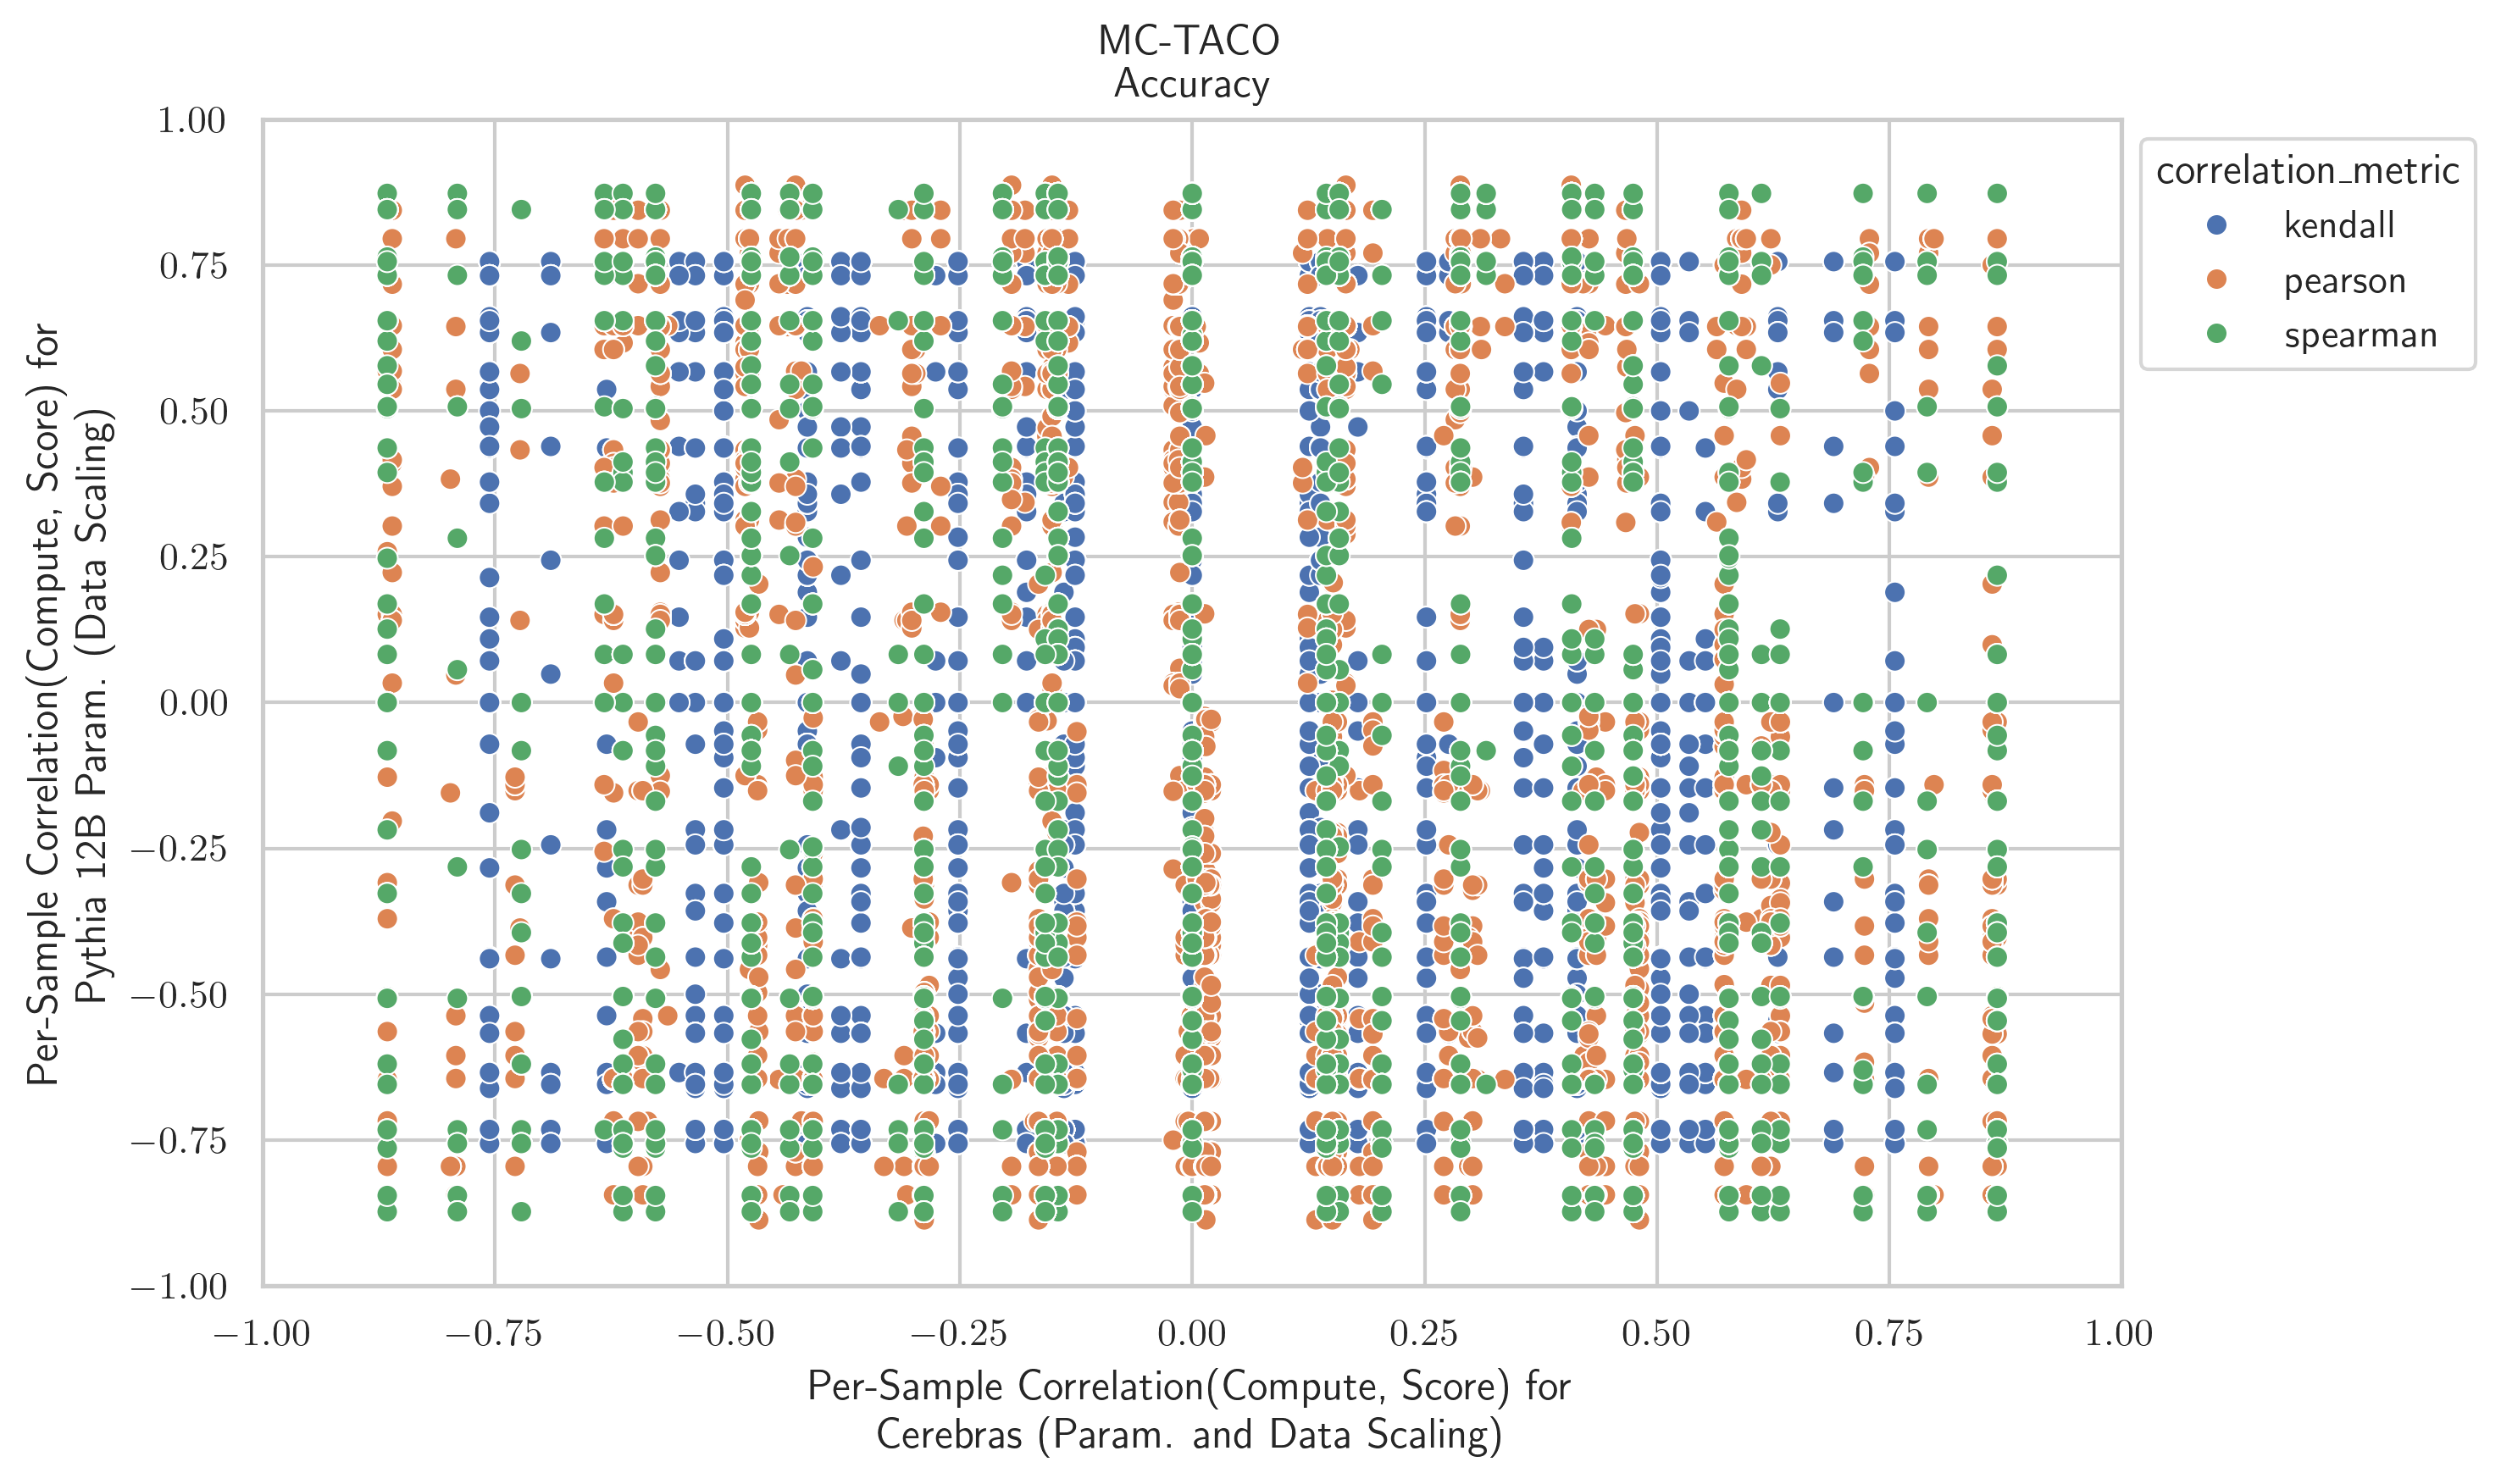 MC-TACO
Accuracy
Per-Sample Correlation(Compute, Score) for
Pythia 12B Param. (Data Scaling)
1.00
0.75
0.50
0.25
0.00
−0.25
−0.50
−0.75
−1.00
−1.00 −0.75 −0.50 −0.25 0.00 0.25 0.50 0.75 1.00
Per-Sample Correlation(Compute, Score) for
Cerebras (Param. and Data Scaling)
correlation_metric
kendall
pearson
spearman